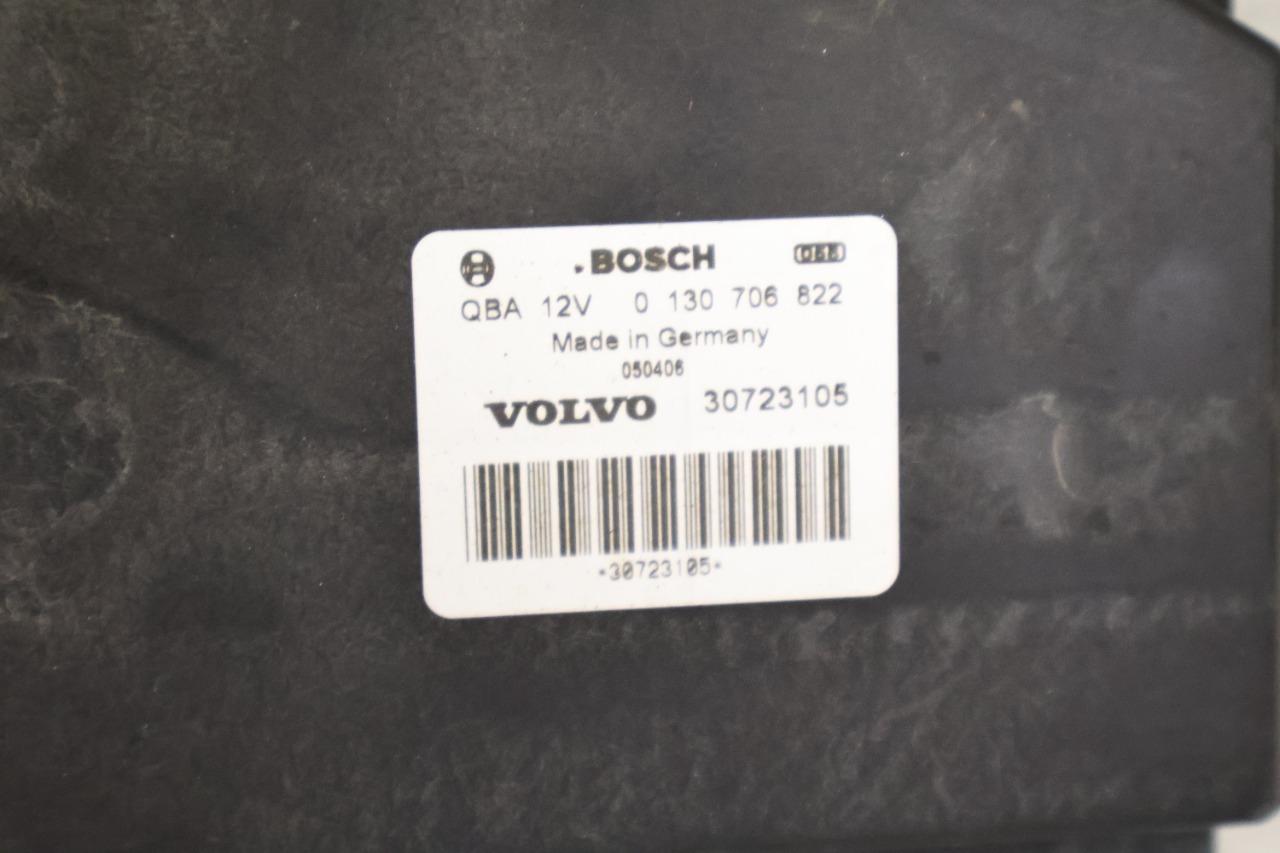 BOSCH
QBA 12V 0 130 706 822
Made in Germany
050406
VOLVO 30723105
*30723105*